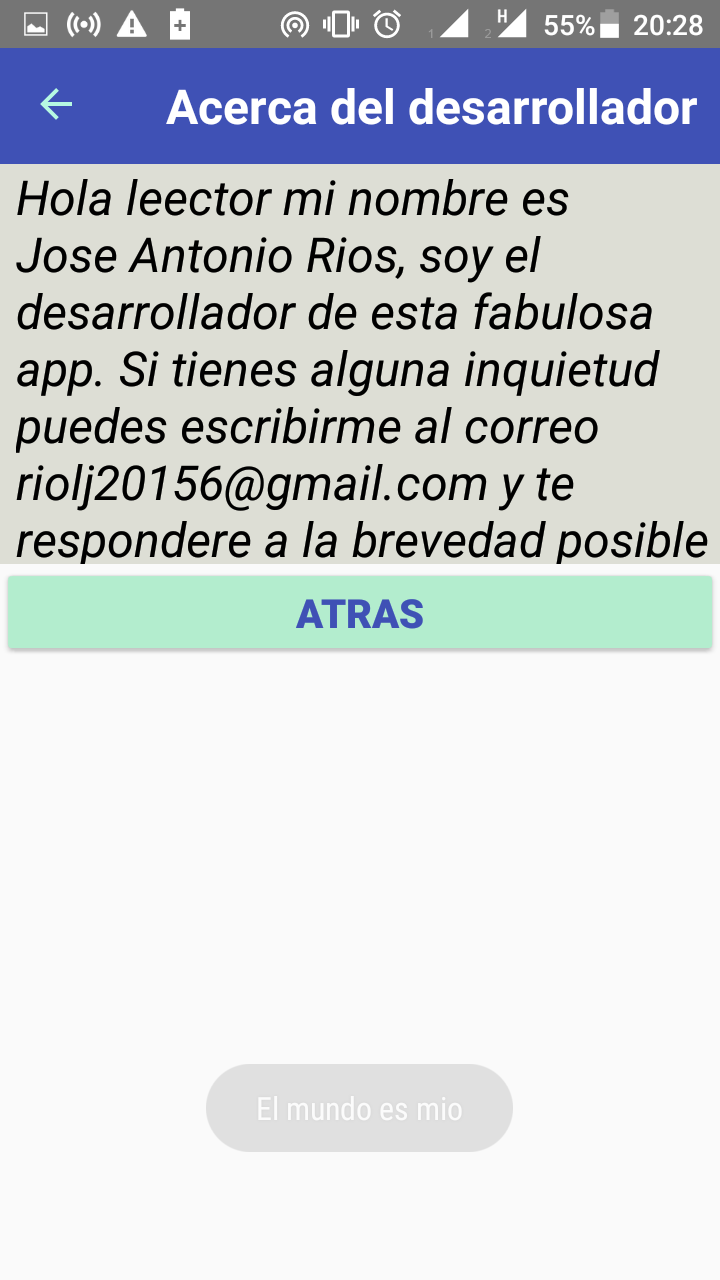 1 2 H 55% 20:28
Acerca del desarrollador
Hola leector mi nombre es
Jose Antonio Rios, soy el
desarrollador de esta fabulosa
app. Si tienes alguna inquietud
puedes escribirme al correo
riolj20156@gmail.com y te
respondere a la brevedad posible
ATRAS
El mundo es mio